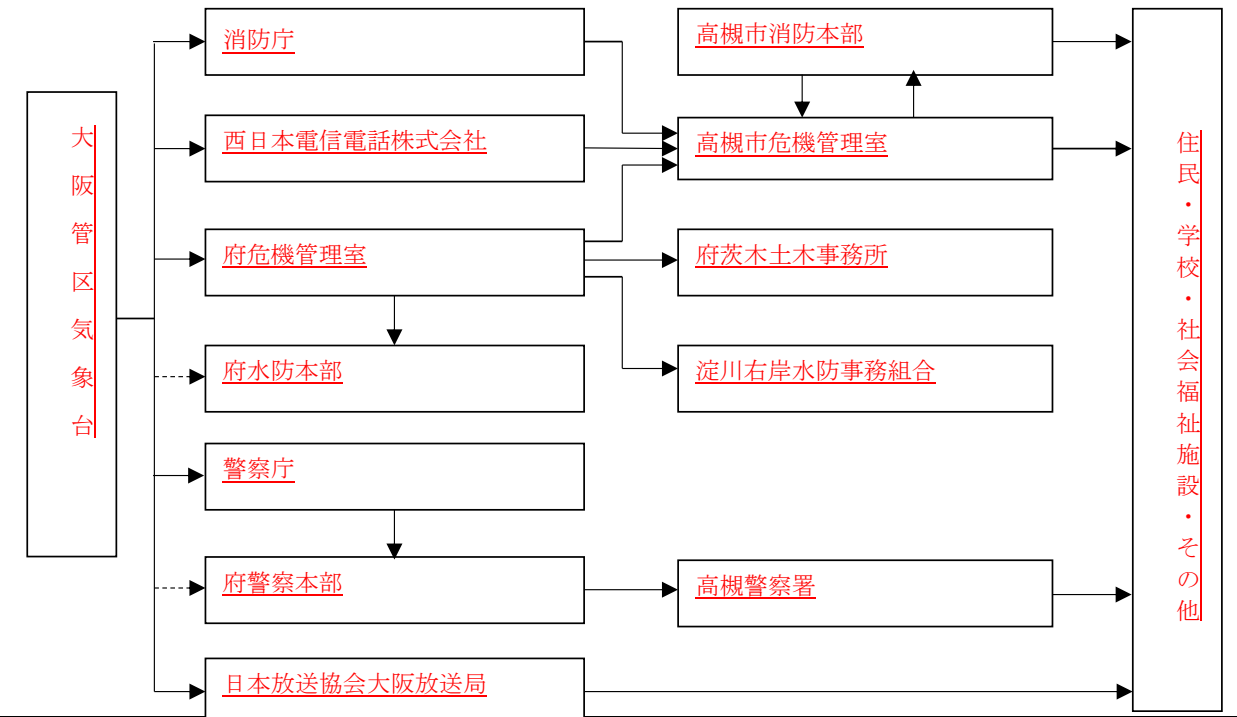 大阪管区気象台
消防庁
西日本電信電話株式会社
府危機管理室
府水防本部
警察庁
府警察本部
日本放送協会大阪放送局
高槻市消防本部
高槻市危機管理室
府茨木土木事務所
淀川右岸水防事務組合
高槻警察署
住民・学校・社会福祉施設・その他